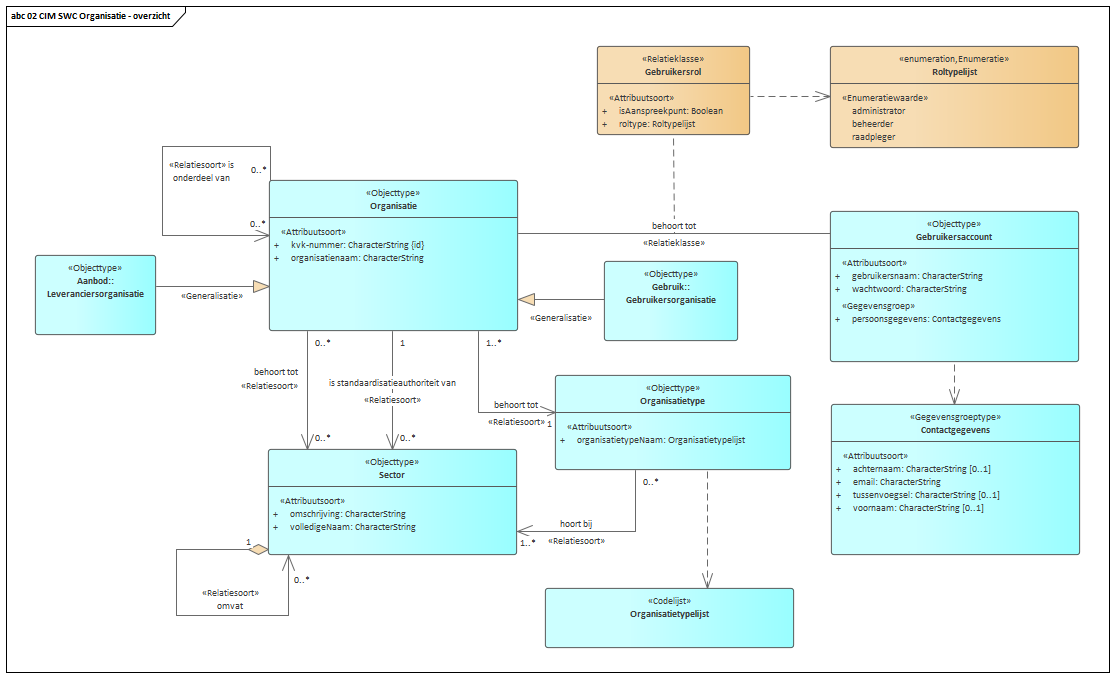 abc 02 CIM SWC Organisatie - overzicht
«Relatieklasse»
Gebruikersrol
«Attribuutsoort»
+ isAanspreekpunt: Boolean
+ roltype: Roltypelijst
«enumeration,Enumeratie»
Roltypelijst
«Enumeratiewaarde»
administrator
beheerder
raadpleger
«Relatiesoort» is
onderdeel van
0..*
0..*
«Objecttype»
Organisatie
«Attribuutsoort»
+ kvk-nummer: CharacterString {id}
+ organisatienaam: CharacterString
behoort tot
«Relatieklasse»
«Objecttype»
Gebruikersaccount
«Attribuutsoort»
+ gebruikersnaam: CharacterString
+ wachtwoord: CharacterString
«Gegevensgroep»
+ persoonsgegevens: Contactgegevens
«Objecttype»
Aanbod::
Leveranciersorganisatie
«Generalisatie»
«Objecttype»
Gebruik::
Gebruikersorganisatie
«Generalisatie»
0..*
1
1..*
behoort tot
«Relatiesoort»
is standaardisatieauthoriteit van
«Relatiesoort»
behoort tot
«Relatiesoort»
1
0..*
0..*
«Objecttype»
Organisatietype
«Attribuutsoort»
+ organisatietypeNaam: Organisatietypelijst
«Gegevensgroeptype»
Contactgegevens
«Attribuutsoort»
+ achternaam: CharacterString [0..1]
+ email: CharacterString
+ tussenvoegsel: CharacterString [0..1]
+ voornaam: CharacterString [0..1]
«Objecttype»
Sector
«Attribuutsoort»
+ omschrijving: CharacterString
+ volledigeNaam: CharacterString
0..*
hoort bij
«Relatiesoort»
1..*
1
0..*
«Relatiesoort»
omvat
«Codelijst»
Organisatietypelijst